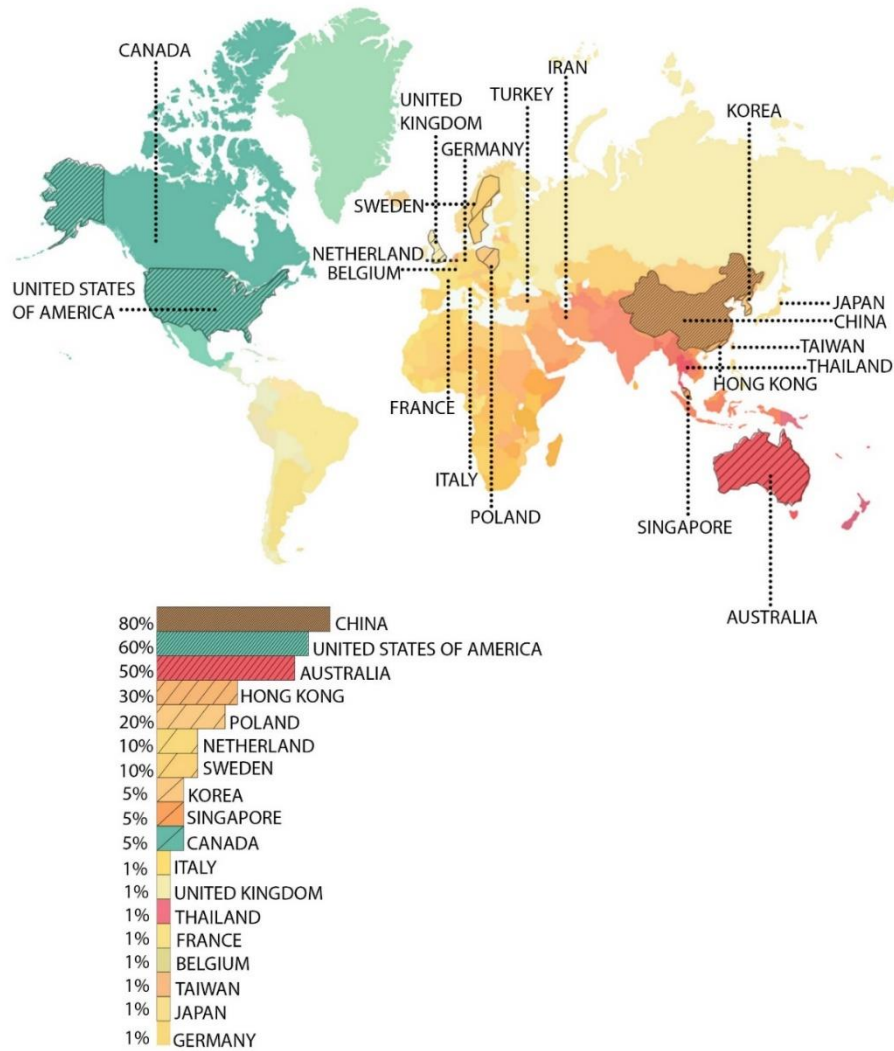 CANADA
IRAN
UNITED
KINGDOM
TURKEY
KOREA
GERMANY
SWEDEN
NETHERLAND
BELGIUM
UNITED STATES
OF AMERICA
JAPAN
CHINA
TAIWAN
THAILAND
HONG KONG
FRANCE
ITALY
POLAND
SINGAPORE
AUSTRALIA
80% CHINA
60% UNITED STATES OF AMERICA
50% AUSTRALIA
30% HONG KONG
20% POLAND
10% NETHERLAND
10% SWEDEN
5% KOREA
5% SINGAPORE
5% CANADA
1% ITALY
1% UNITED KINGDOM
1% THAILAND
1% FRANCE
1% BELGIUM
1% TAIWAN
1% JAPAN
1% GERMANY